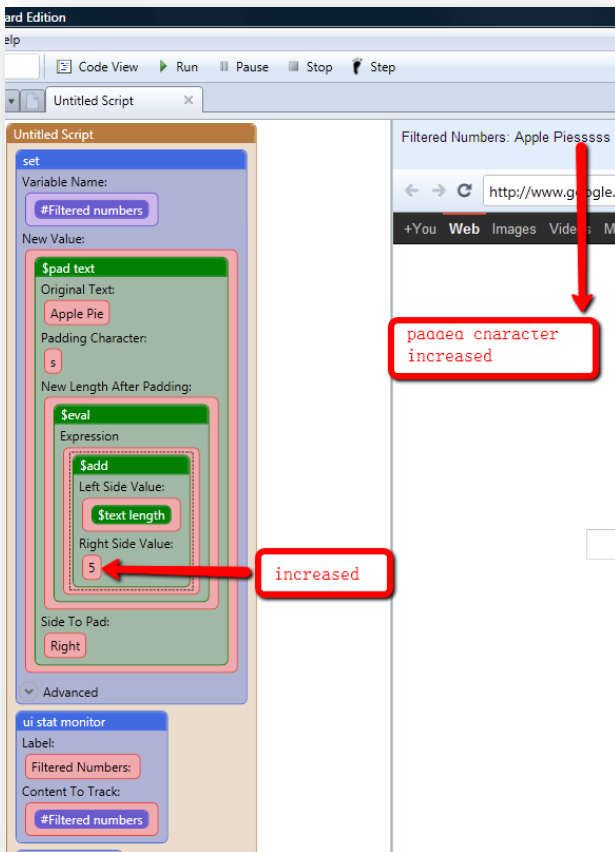 ard Edition
elp
Code View Run Pause Stop Step
Untitled Script ×
Untitled Script
set
Variable Name:
#Filtered numbers
New Value:
$pad text
Original Text:
Apple Pie
Padding Character:
s
New Length After Padding:
$eval
Expression
$add
Left Side Value:
$text length
Right Side Value:
5
Side To Pad:
Right
Advanced
ui stat monitor
Label:
Filtered Numbers:
Content To Track:
#Filtered numbers
Filtered Numbers: Apple Piesssss
http://www.google.
+You Web Images Videos M
padded character
increased
increased